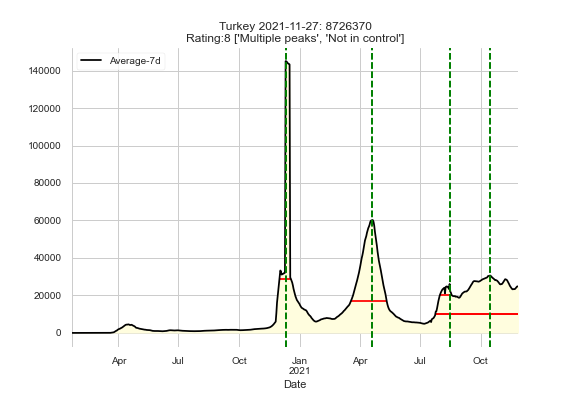 Turkey 2021-11-27: 8726370
Rating:8 ['Multiple peaks', 'Not in control']
Average-7d
140000
120000
100000
80000
60000
40000
20000
0
Apr
Jul
Oct
Jan
2021
Apr
Jul
Oct
Date